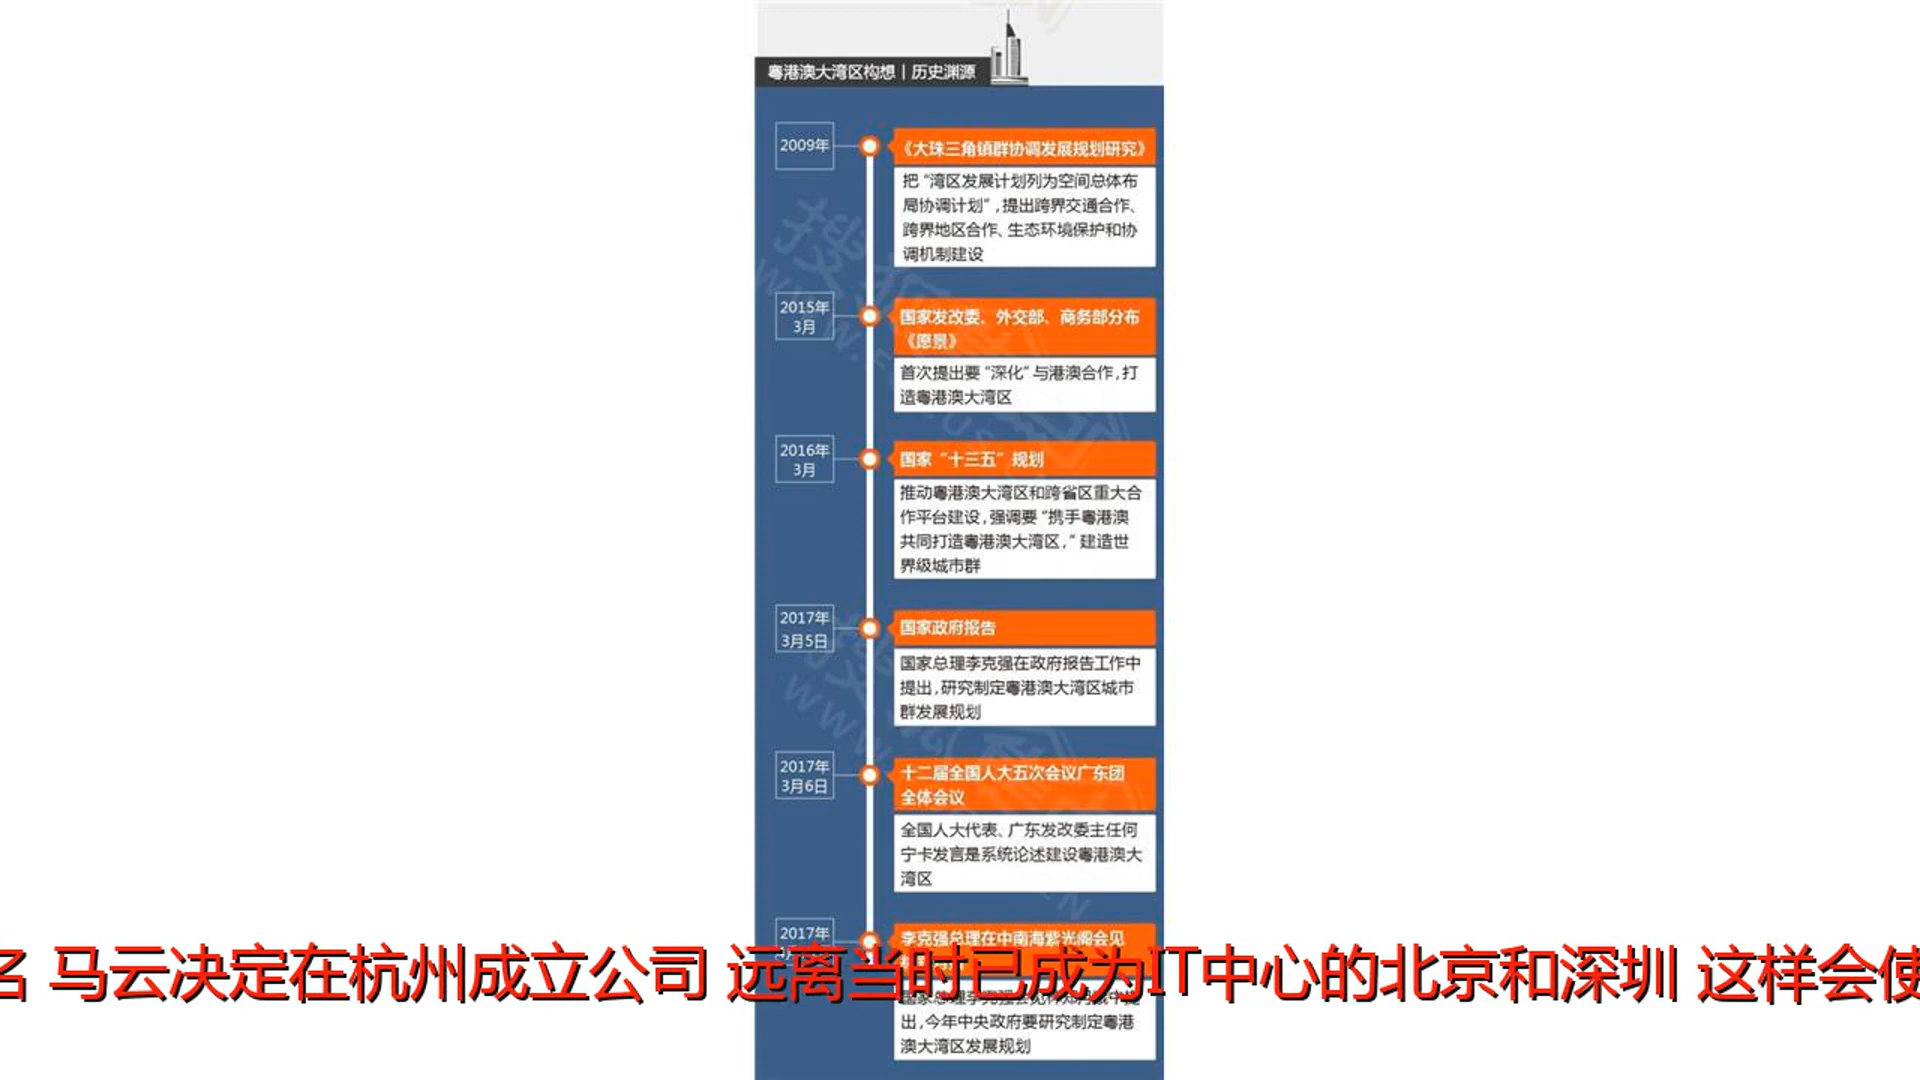 粤港澳大湾区构想｜历史渊源
2009年
《大珠三角镇群协调发展规划研究》
把“湾区发展计划列为空间总体布
局协调计划”,提出跨界交通合作、
跨界地区合作、生态环境保护和协
调机制建设
2015年
3月
国家发改委、外交部、商务部分布
《愿景》
首次提出要“深化”与港澳合作,打
造粤港澳大湾区
2016年
3月
国家“十三五”规划
推动粤港澳大湾区和跨省区重大合
作平台建设,强调要“携手粤港澳
共同打造粤港澳大湾区,”建造世
界级城市群
2017年
3月5日
国家政府报告
国家总理李克强在政府报告工作中
提出,研究制定粤港澳大湾区城市
群发展规划
2017年
3月6日
十二届全国人大五次会议广东团
全体会议
全国人大代表、广东发改委主任何
宁卡发言是系统论述建设粤港澳大
湾区
2017年
李克强总理在中南海紫光阁会见
名 马云决定在杭州成立公司 远离当时已成为IT中心的北京和深圳 这样会使
出,今年中央政府要研究制定粤港
澳大湾区发展规划